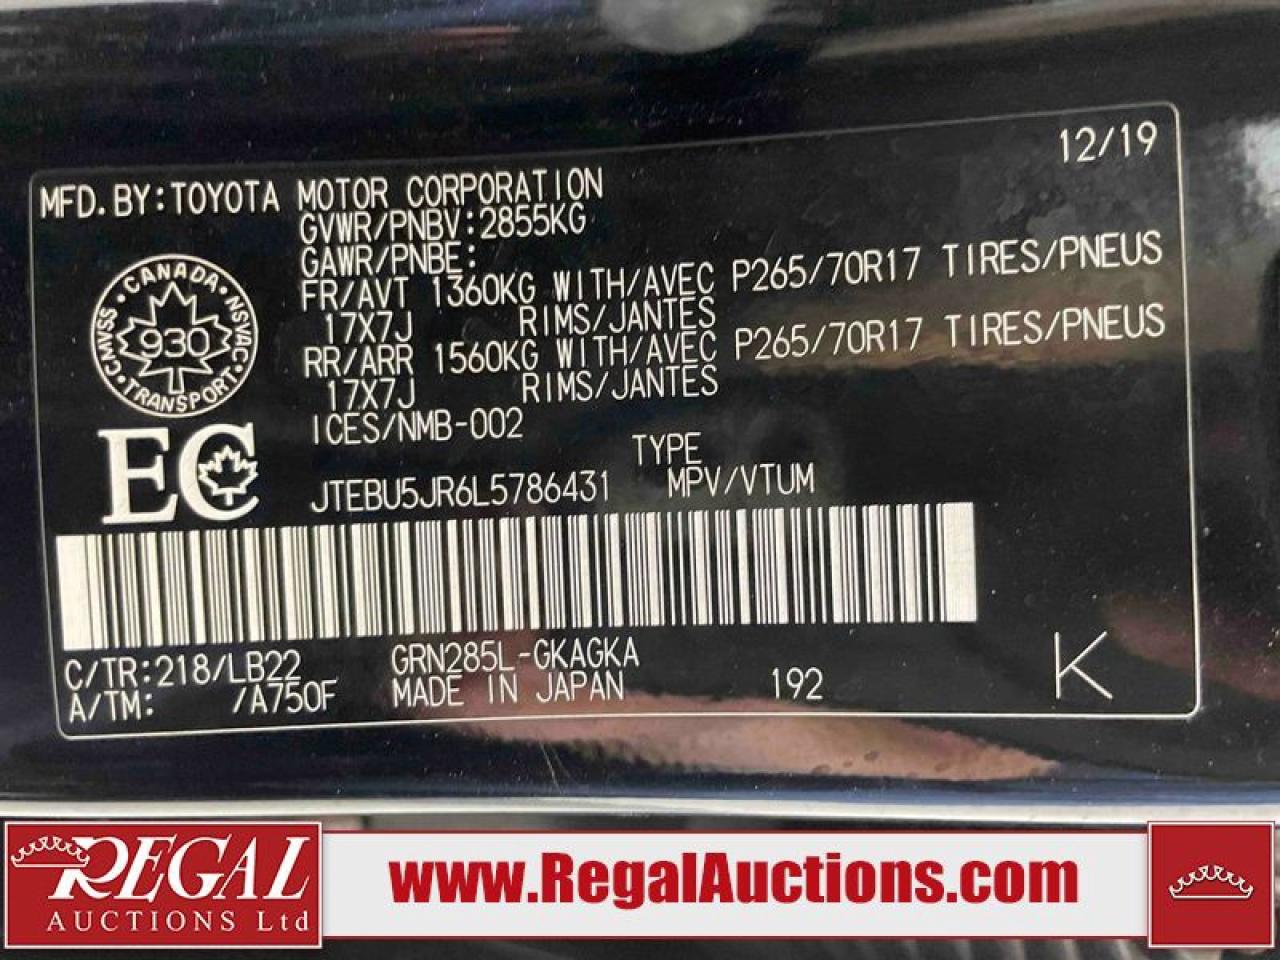 12/19
MFD.BY:TOYOTA MOTOR CORPORATION
GVWR/PNBV:2855KG
GAWR/PNBE:
FR/AVT 1360KG WITH/AVEC P265/70R17 TIRES/PNEUS
17X7J RIMS/JANTES
RR/ARR 1560KG WITH/AVEC P265/70R17 TIRES/PNEUS
17X7J RIMS/JANTES
CANADA
CMVSS NSVAC
930
TRANSPORT
EC
ICES/NMB-002
TYPE
JTEBU5JR6L5786431 MPV/VTUM
C/TR:218/LB22 GRN285L-GKAGKA
A/TM: /A750F MADE IN JAPAN 192
K
REGAL
AUCTIONS Ltd
www.RegalAuctions.com